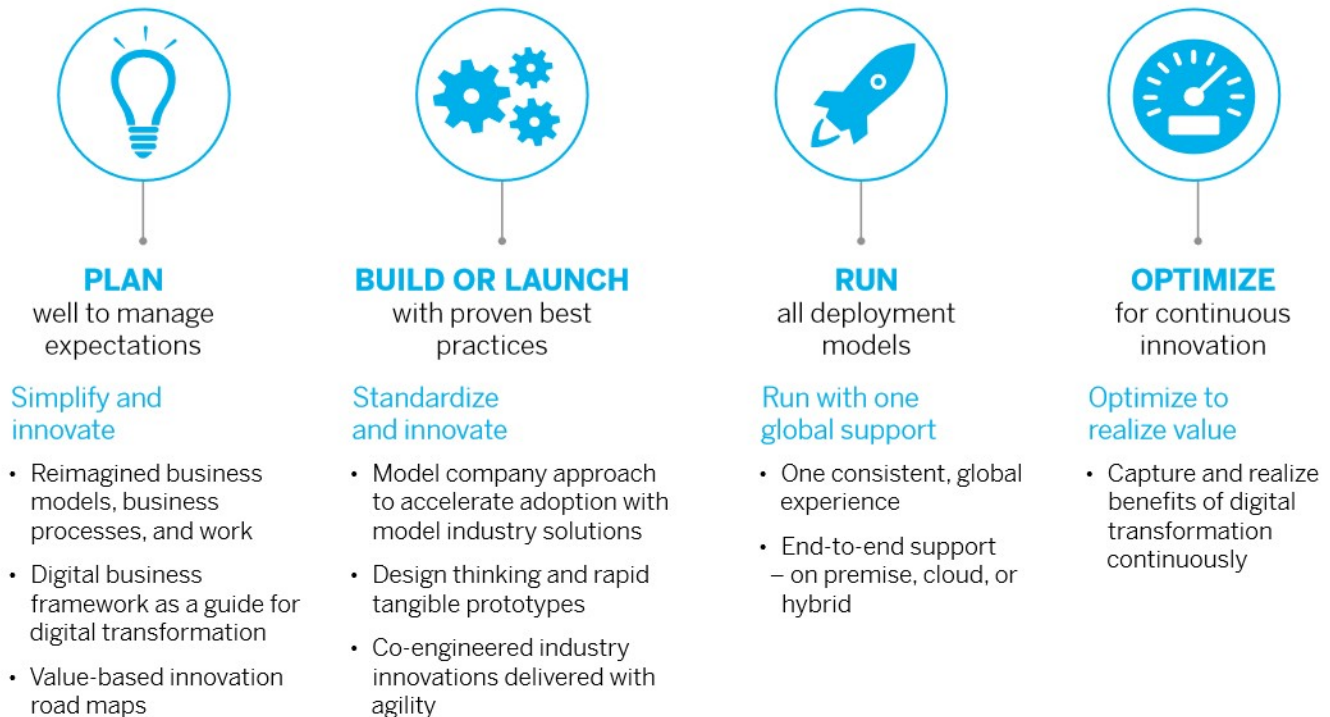 PLAN
well to manage
expectations
Simplify and
innovate
• Reimagined business
models, business
processes, and work
• Digital business
framework as a guide for
digital transformation
• Value-based innovation
road maps
BUILD OR LAUNCH
with proven best
practices
Standardize
and innovate
• Model company approach
to accelerate adoption with
model industry solutions
• Design thinking and rapid
tangible prototypes
• Co-engineered industry
innovations delivered with
agility
RUN
all deployment
models
Run with one
global support
• One consistent, global
experience
• End-to-end support
– on premise, cloud, or
hybrid
OPTIMIZE
for continuous
innovation
Optimize to
realize value
• Capture and realize
benefits of digital
transformation
continuously